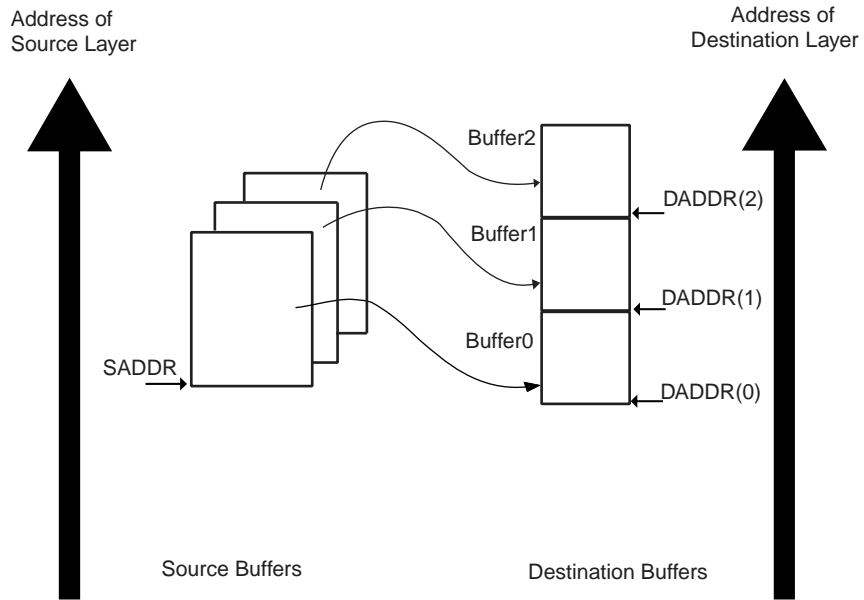 Address of
Source Layer
Address of
Destination Layer
Buffer2
DADDR(2)
Buffer1
DADDR(1)
Buffer0
SADDR
DADDR(0)
Source Buffers
Destination Buffers